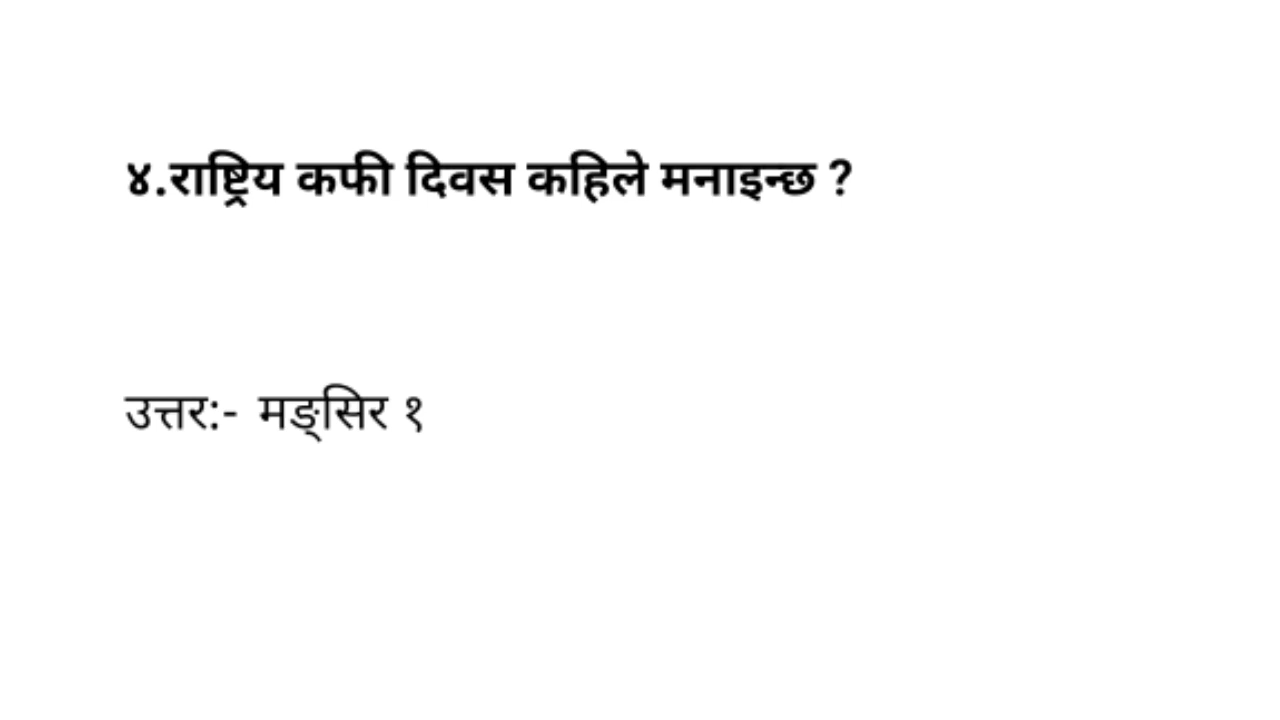 ४.राष्ट्रिय कफी दिवस कहिले मनाइन्छ ?
उत्तर:- मङ्सिर १